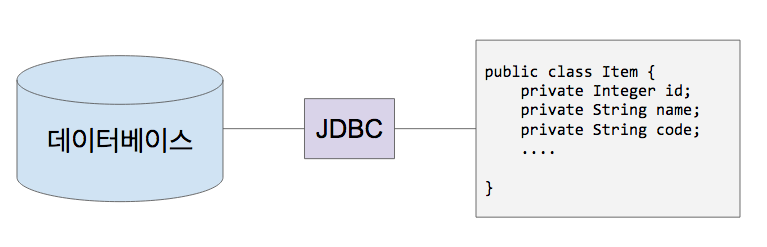 데이터베이스
JDBC
public class Item {
    private Integer id;
    private String name;
    private String code;
    ....
}